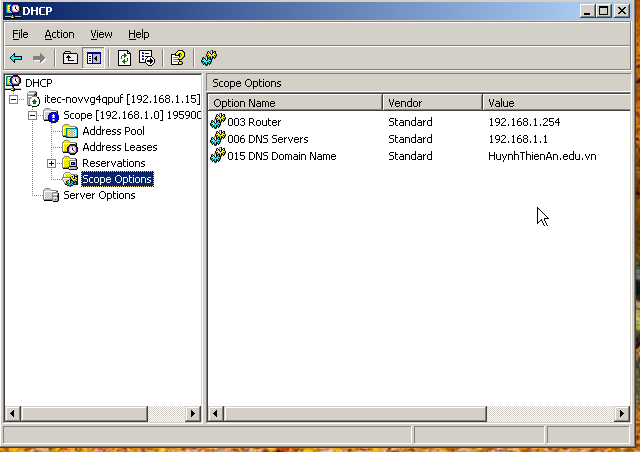 DHCP
File Action View Help
DHCP
itec-novvg4qpuf [192.168.1.15]
Scope [192.168.1.0] 195900
Address Pool
Address Leases
Reservations
Scope Options
Server Options
Scope Options
Option Name Vendor Value
003 Router Standard 192.168.1.254
006 DNS Servers Standard 192.168.1.1
015 DNS Domain Name Standard HuynhThienAn.edu.vn